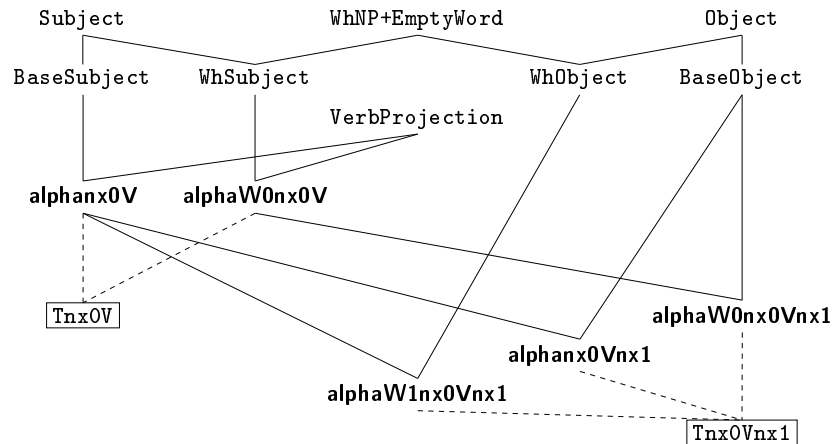 Subject WhNP+EmptyWord Object
BaseSubject WhSubject WhObject BaseObject
VerbProjection
alphanx0V alphaW0nx0V
TnxOV alphaW0nx0Vnx1
alphanx0Vnx1
alphaW1nx0Vnx1
TnxOVnx1